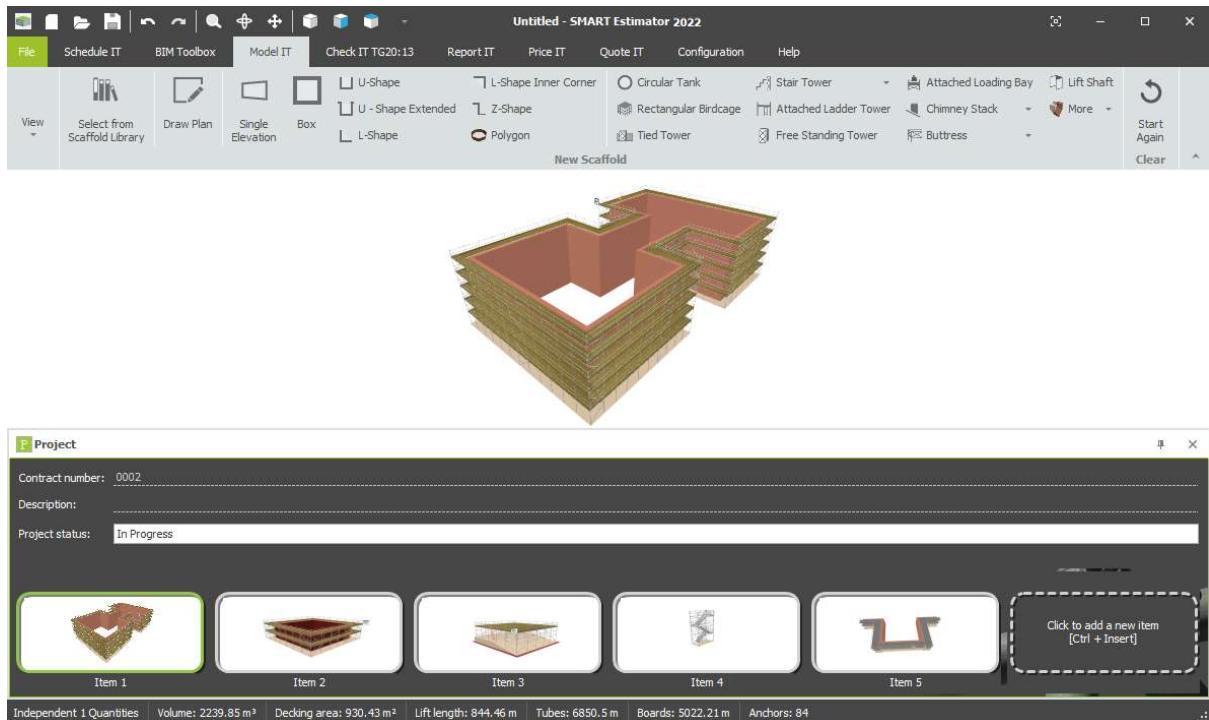 Untitled - SMART Estimator 2022
File Schedule IT BIM Toolbox Model IT Check IT TG20:13 Report IT Price IT Quote IT Configuration Help
View
Select from
Scaffold Library
Draw Plan
Single
Elevation
Box
U-Shape
U - Shape Extended
L-Shape
L-Shape Inner Corner
Z-Shape
Polygon
Circular Tank
Rectangular Birdcage
Tied Tower
Stair Tower
Attached Ladder Tower
Free Standing Tower
Attached Loading Bay
Chimney Stack
Buttress
Lift Shaft
More
Start
Again
New Scaffold
Clear
Project
Contract number: 0002
Description:
Project status: In Progress
Click to add a new item
[Ctrl + Insert]
Item 1 Item 2 Item 3 Item 4 Item 5
Independent 1 Quantities Volume: 2239.85 m³ Decking area: 930.43 m² Lift length: 844.46 m Tubes: 6850.5 m Boards: 5022.21 m Anchors: 84